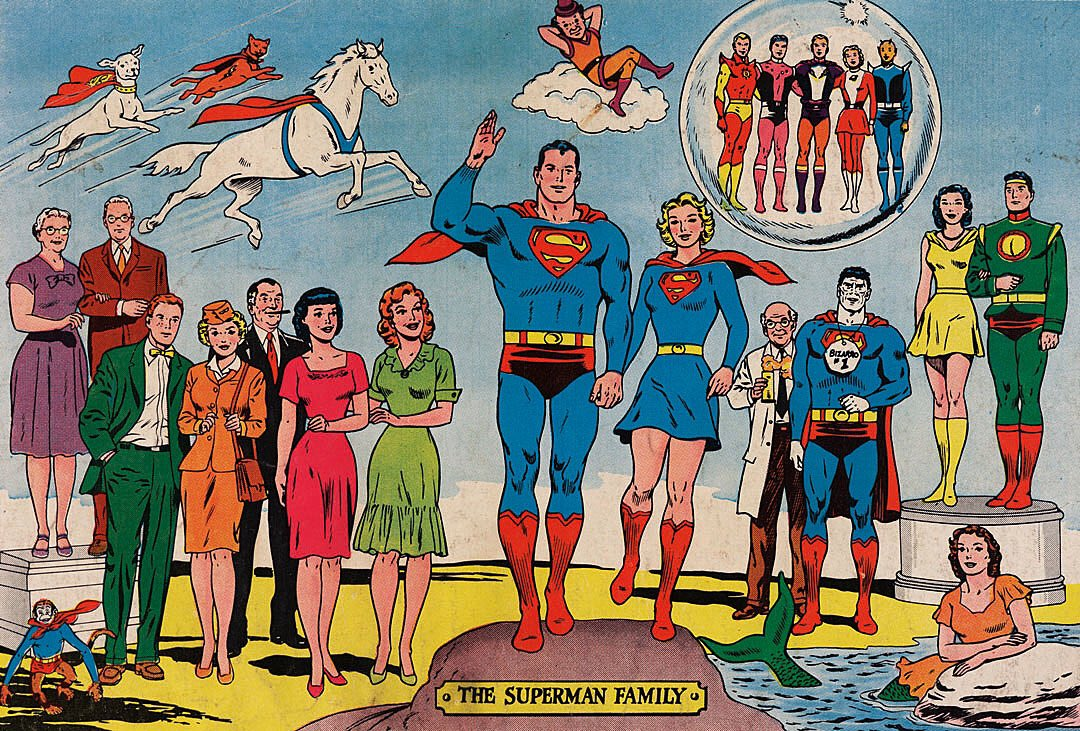 BIZARRO
#1
THE SUPERMAN FAMILY